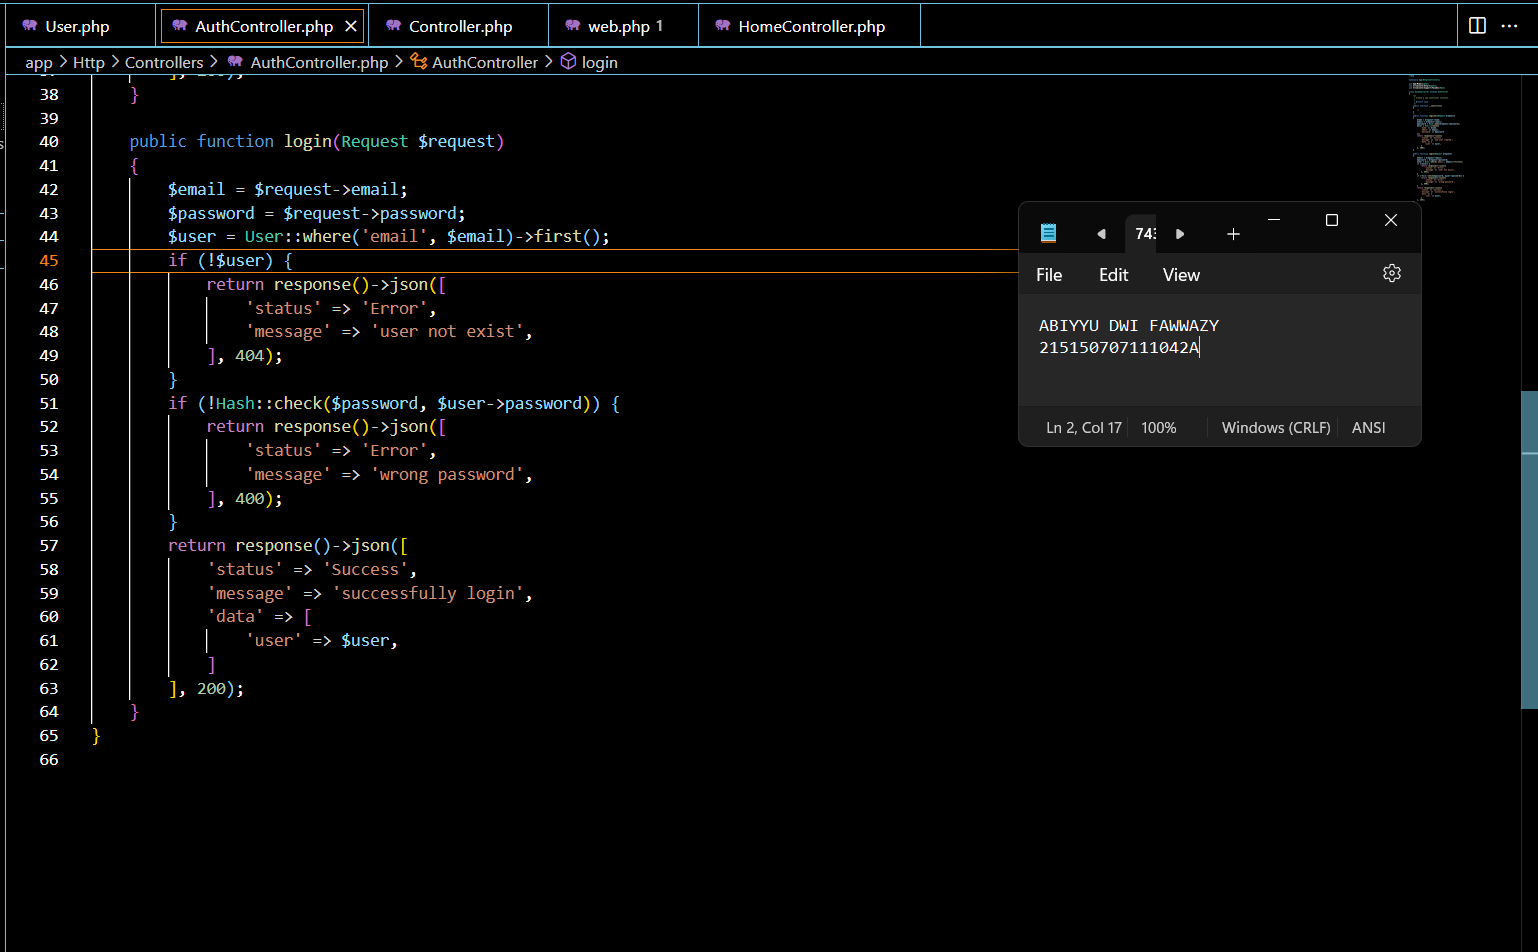 User.php AuthController.php Controller.php web.php 1 HomeController.php
app > Http > Controllers > AuthController.php > AuthController > login
38 }
39
40 public function login(Request $request)
41 {
42 $email = $request->email;
43 $password = $request->password;
44 $user = User::where('email', $email)->first();
45 if (!$user) {
46 return response()->json([
47 'status' => 'Error',
48 'message' => 'user not exist',
49 ], 404);
50 }
51 if (!Hash::check($password, $user->password)) {
52 return response()->json([
53 'status' => 'Error',
54 'message' => 'wrong password',
55 ], 400);
56 }
57 return response()->json([
58 'status' => 'Success',
59 'message' => 'successfully login',
60 'data' => [
61 'user' => $user,
62 ]
63 ], 200);
64 }
65 }
66
743
File Edit View
ABIYYU DWI FAWWAZY
215150707111042A
Ln 2, Col 17 100% Windows (CRLF) ANSI